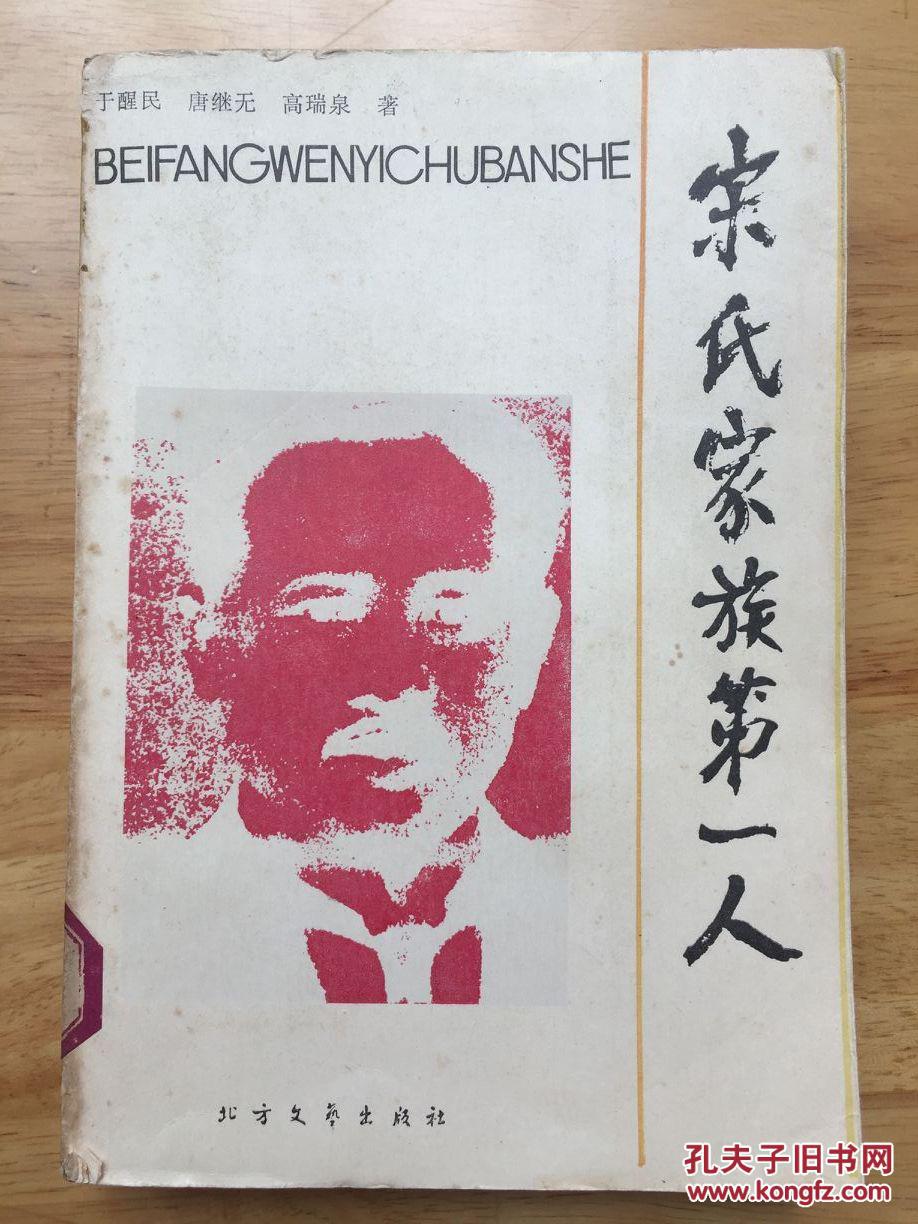 于醒民 唐继无 高瑞泉 著
BEIFANGWENYICHUBANSHE
宋氏家族第一人
北方文艺出版社
孔夫子旧书网
www.kongfz.com